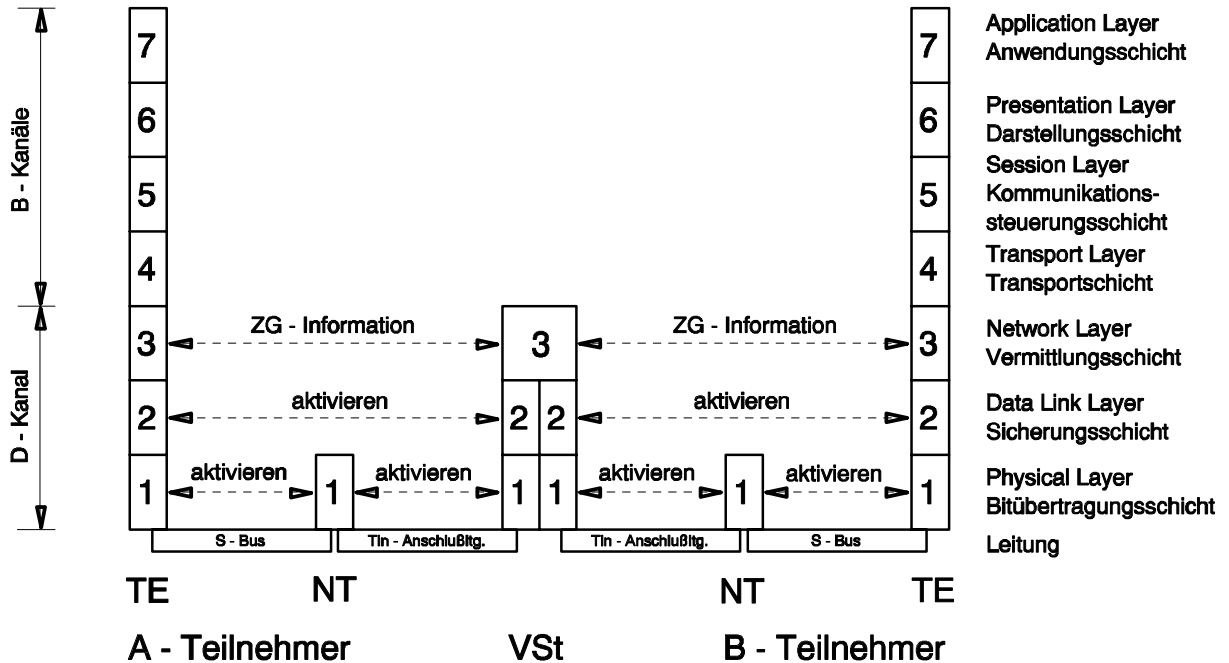 7
7
Application Layer
Anwendungsschicht
6
6
Presentation Layer
Darstellungsschicht
B - Kanäle
5
5
Session Layer
Kommunikations-
steuerungsschicht
4
4
Transport Layer
Transportschicht
3
ZG - Information
3
ZG - Information
3
Network Layer
Vermittlungsschicht
D - Kanal
2
aktivieren
2
2
aktivieren
2
Data Link Layer
Sicherungsschicht
1
aktivieren
1
aktivieren
1
1
aktivieren
1
aktivieren
1
Physical Layer
Bitübertragungsschicht
S - Bus
Tln - Anschlußltg.
Tln - Anschlußltg.
S - Bus
Leitung
TE
NT
NT
TE
A - Teilnehmer
VSt
B - Teilnehmer